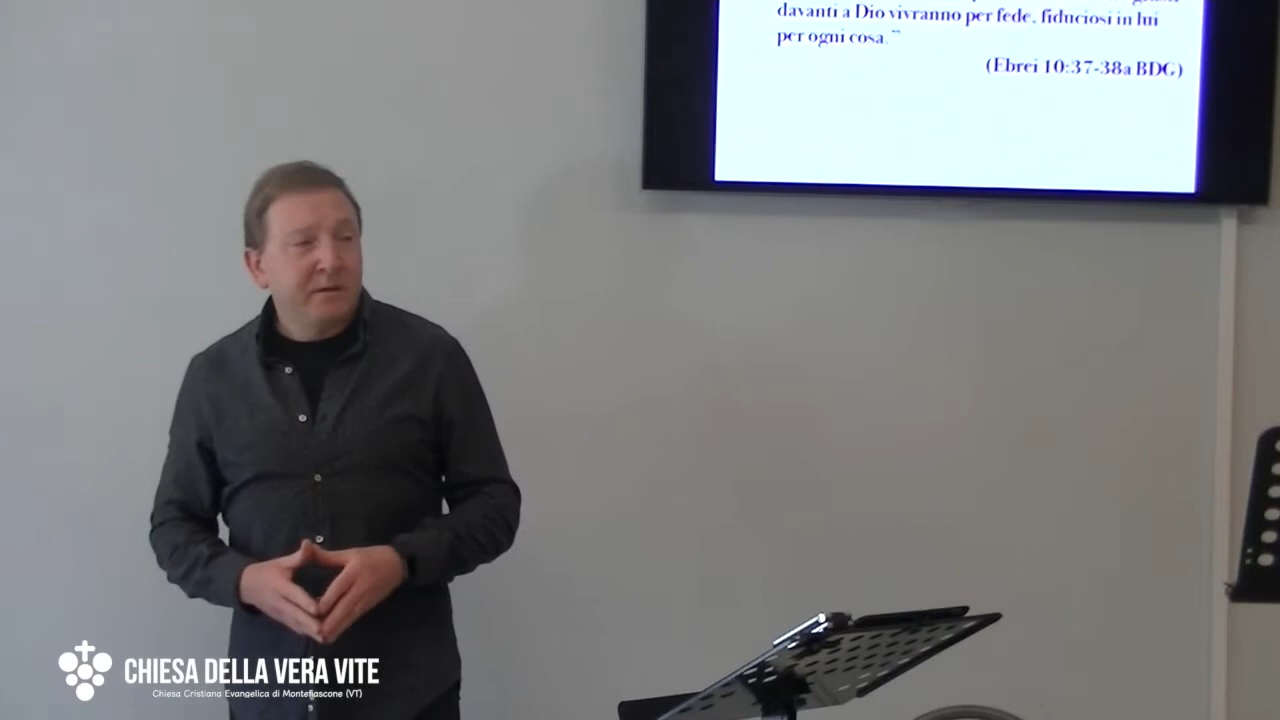 davanti a Dio vivranno per fede, fiduciosi in lui
per ogni cosa.”
(Ebrei 10:37-38a BDG)
CHIESA DELLA VERA VITE
Chiesa Cristiana Evangelica di Montefiascone (VT)